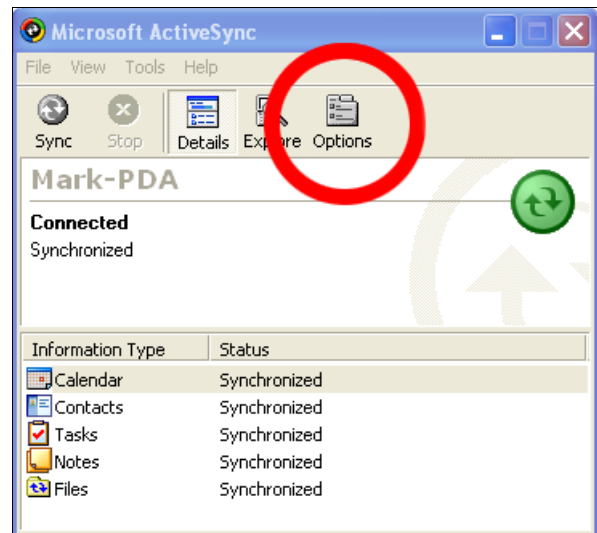 Microsoft ActiveSync
File View Tools Help
Sync Stop Details Explore Options
Mark-PDA
Connected
Synchronized
Information Type Status
Calendar Synchronized
Contacts Synchronized
Tasks Synchronized
Notes Synchronized
Files Synchronized